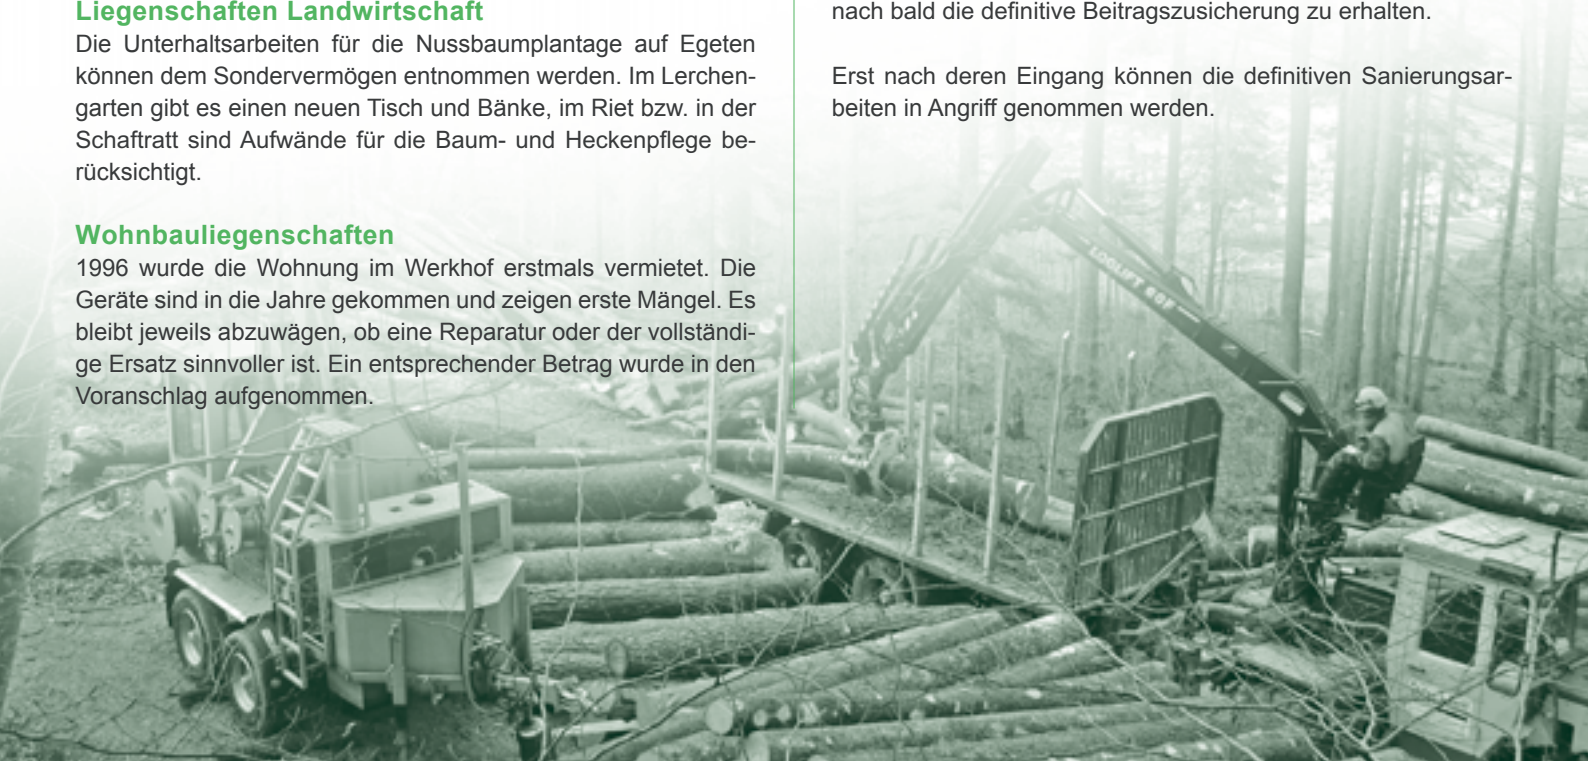 Liegenschaften Landwirtschaft
Die Unterhaltsarbeiten für die Nussbaumplantage auf Egeten
können dem Sondervermögen entnommen werden. Im Lerchen-
garten gibt es einen neuen Tisch und Bänke, im Riet bzw. in der
Schaftratt sind Aufwände für die Baum- und Heckenpflege be-
rücksichtigt.
Wohnbauliegenschaften
1996 wurde die Wohnung im Werkhof erstmals vermietet. Die
Geräte sind in die Jahre gekommen und zeigen erste Mängel. Es
bleibt jeweils abzuwägen, ob eine Reparatur oder der vollständi-
ge Ersatz sinnvoller ist. Ein entsprechender Betrag wurde in den
Voranschlag aufgenommen.
nach bald die definitive Beitragszusicherung zu erhalten.
Erst nach deren Eingang können die definitiven Sanierungsar-
beiten in Angriff genommen werden.
LOGLIFT 69F